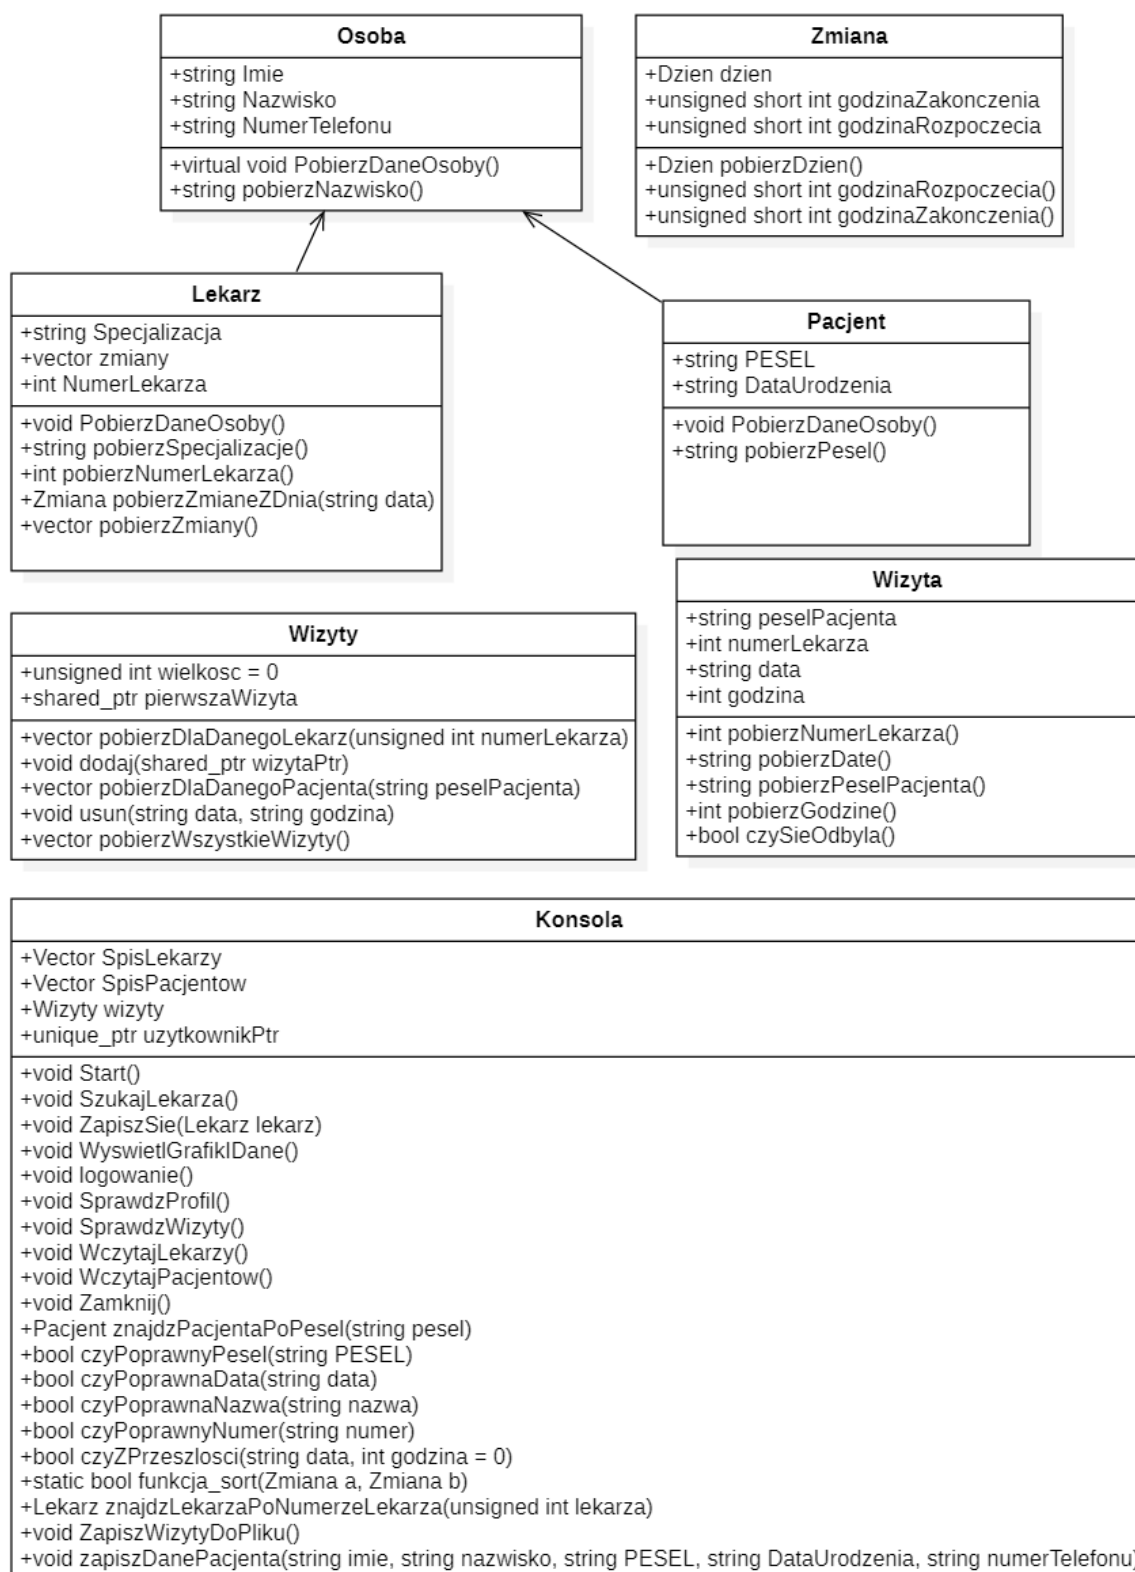 Osoba
+string Imie
+string Nazwisko
+string NumerTelefonu
+virtual void PobierzDaneOsoby()
+string pobierzNazwisko()
Zmiana
+Dzien dzien
+unsigned short int godzinaZakonczenia
+unsigned short int godzinaRozpoczecia
+Dzien pobierzDzien()
+unsigned short int godzinaRozpoczecia()
+unsigned short int godzinaZakonczenia()
Lekarz
+string Specjalizacja
+vector zmiany
+int NumerLekarza
+void PobierzDaneOsoby()
+string pobierzSpecjalizacje()
+int pobierzNumerLekarza()
+Zmiana pobierzZmianeZDnia(string data)
+vector pobierzZmiany()
Pacjent
+string PESEL
+string DataUrodzenia
+void PobierzDaneOsoby()
+string pobierzPesel()
Wizyty
+unsigned int wielkosc = 0
+shared_ptr pierwszaWizyta
+vector pobierzDlaDanegoLekarz(unsigned int numerLekarza)
+void dodaj(shared_ptr wizytaPtr)
+vector pobierzDlaDanegoPacjenta(string peselPacjenta)
+void usun(string data, string godzina)
+vector pobierzWszystkieWizyty()
Wizyta
+string peselPacjenta
+int numerLekarza
+string data
+int godzina
+int pobierzNumerLekarza()
+string pobierzDate()
+string pobierzPeselPacjenta()
+int pobierzGodzine()
+bool czySieOdbyla()
Konsola
+Vector SpisLekarzy
+Vector SpisPacjentow
+Wizyty wizyty
+unique_ptr uzytkownikPtr
+void Start()
+void SzukajLekarza()
+void ZapiszSie(Lekarz lekarz)
+void WyswietlGrafikIDane()
+void logowanie()
+void SprawdzProfil()
+void SprawdzWizyty()
+void WczytajLekarzy()
+void WczytajPacjentow()
+void Zamknij()
+Pacjent znajdzPacjentaPoPesel(string pesel)
+bool czyPoprawnyPesel(string PESEL)
+bool czyPoprawnaData(string data)
+bool czyPoprawnaNazwa(string nazwa)
+bool czyPoprawnyNumer(string numer)
+bool czyZPrzeszlosci(string data, int godzina = 0)
+static bool funkcja_sort(Zmiana a, Zmiana b)
+Lekarz znajdzLekarzaPoNumerzeLekarza(unsigned int lekarza)
+void ZapiszWizytyDoPliku()
+void zapiszDanePacjenta(string imie, string nazwisko, string PESEL, string DataUrodzenia, string numerTelefonu)